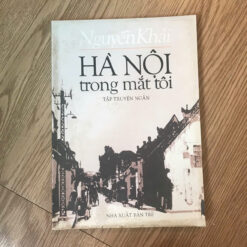 Nguyễn Khải
HÀ NỘI
trong mắt tôi
TẬP TRUYỆN NGẮN
NHÀ XUẤT BẢN TRẺ